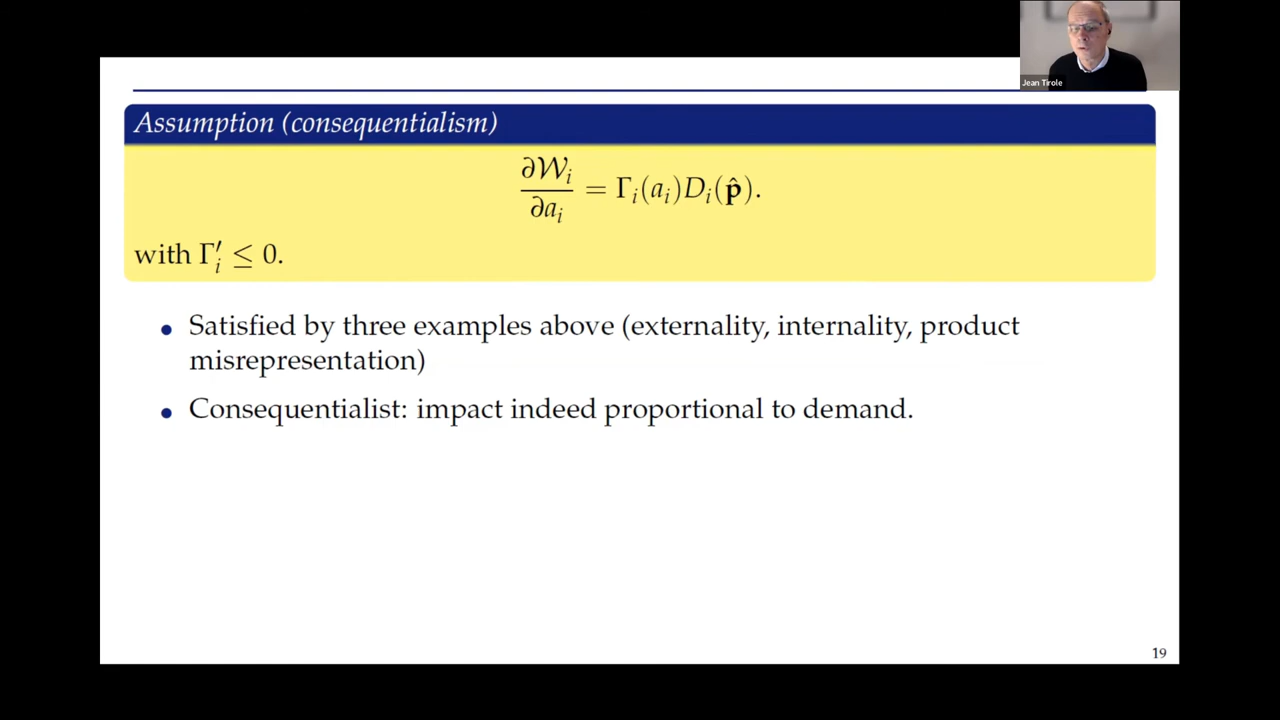 Jean Tirole
Assumption (consequentialism)
∂𝒲ᵢ/∂aᵢ = Γᵢ(aᵢ)Dᵢ(p̂).
with Γ′ᵢ ≤ 0.
• Satisfied by three examples above (externality, internality, product
misrepresentation)
• Consequentialist: impact indeed proportional to demand.
19